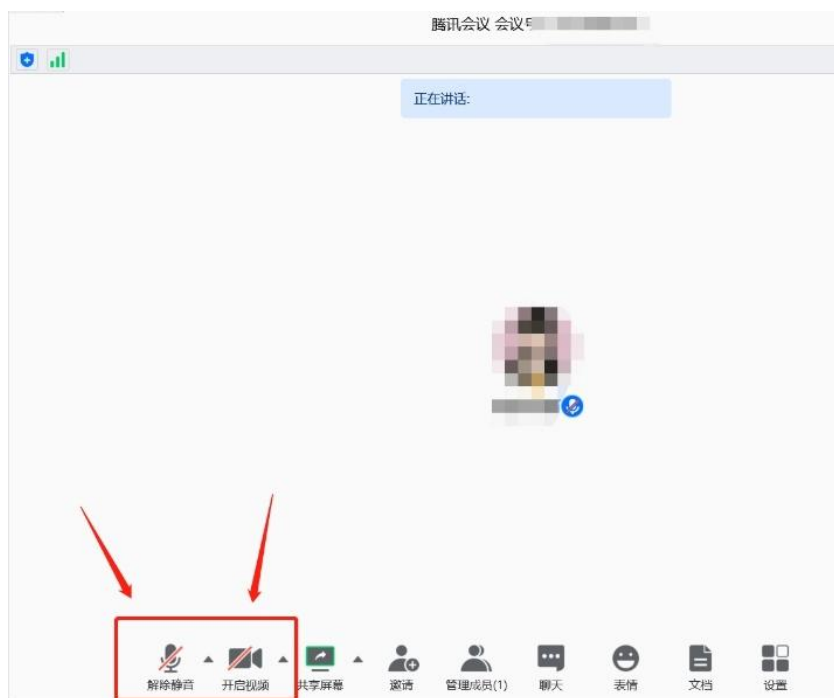 腾讯会议 会议号
正在讲话:
解除静音 开启视频 共享屏幕 邀请 管理成员(1) 聊天 表情 文档 设置